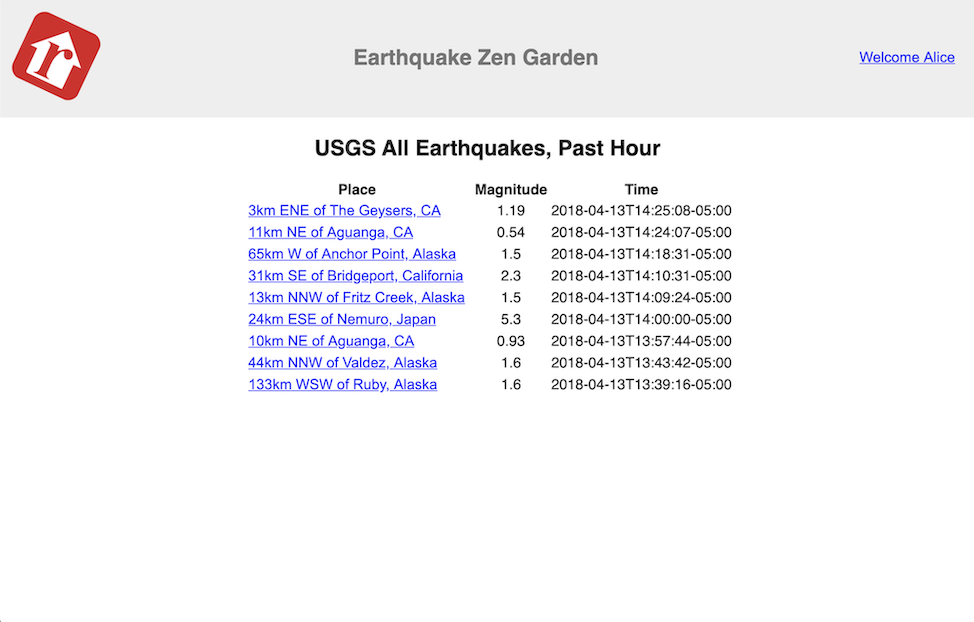 r
Earthquake Zen Garden
Welcome Alice
USGS All Earthquakes, Past Hour
Place Magnitude Time
3km ENE of The Geysers, CA 1.19 2018-04-13T14:25:08-05:00
11km NE of Aguanga, CA 0.54 2018-04-13T14:24:07-05:00
65km W of Anchor Point, Alaska 1.5 2018-04-13T14:18:31-05:00
31km SE of Bridgeport, California 2.3 2018-04-13T14:10:31-05:00
13km NNW of Fritz Creek, Alaska 1.5 2018-04-13T14:09:24-05:00
24km ESE of Nemuro, Japan 5.3 2018-04-13T14:00:00-05:00
10km NE of Aguanga, CA 0.93 2018-04-13T13:57:44-05:00
44km NNW of Valdez, Alaska 1.6 2018-04-13T13:43:42-05:00
133km WSW of Ruby, Alaska 1.6 2018-04-13T13:39:16-05:00